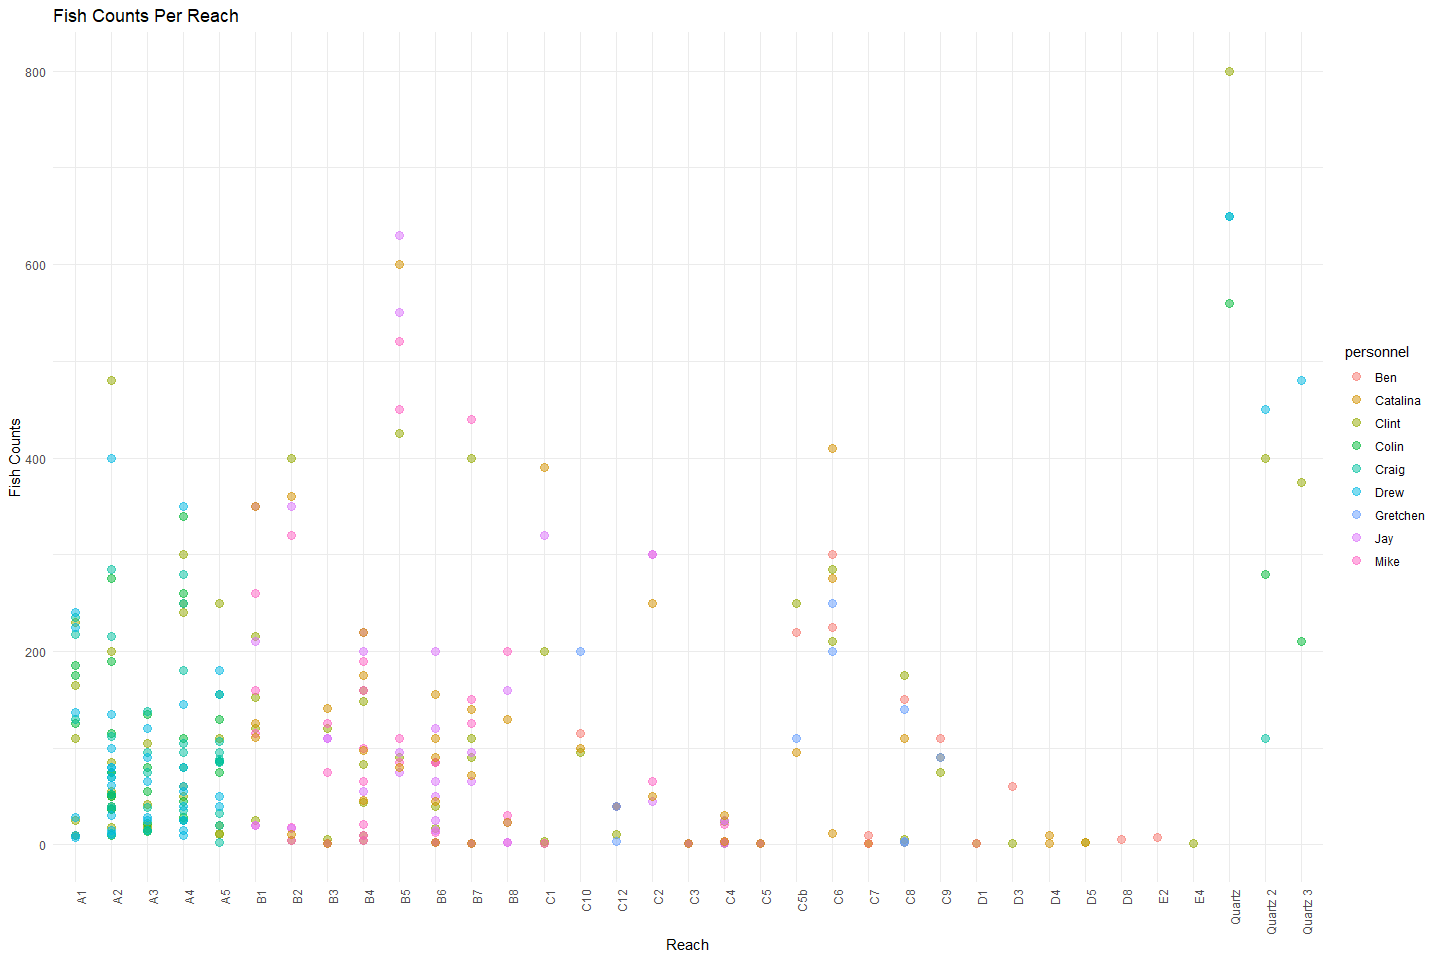 Fish Counts Per Reach
800
600
400
200
0
Fish Counts
A1
A2
A3
A4
A5
B1
B2
B3
B4
B5
B6
B7
B8
C1
C10
C12
C2
C3
C4
C5
C5b
C6
C7
C8
C9
D1
D3
D4
D5
D8
E2
E4
Quartz
Quartz 2
Quartz 3
Reach
personnel
Ben
Catalina
Clint
Colin
Craig
Drew
Gretchen
Jay
Mike